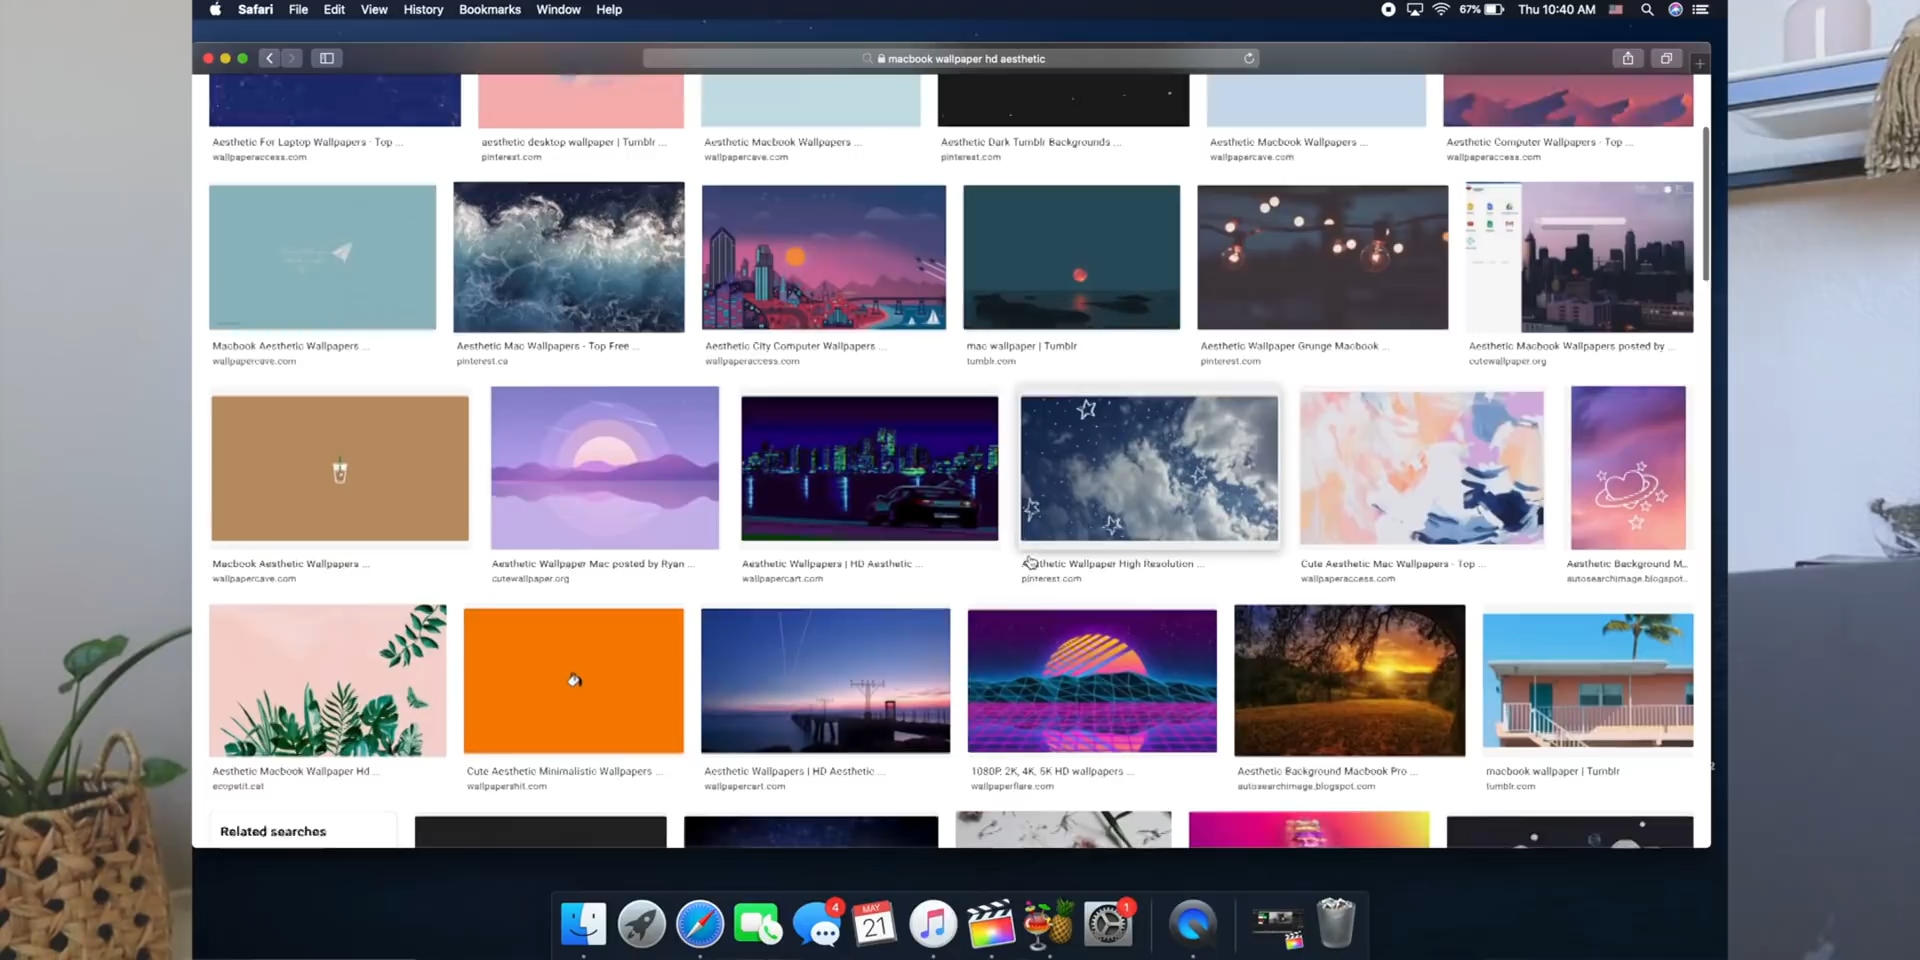 Safari File Edit View History Bookmarks Window Help
67% Thu 10:40 AM
macbook wallpaper hd aesthetic
Aesthetic For Laptop Wallpapers - Top ...
wallpaperaccess.com
aesthetic desktop wallpaper | Tumblr ...
pinterest.com
Aesthetic Macbook Wallpapers ...
wallpapercave.com
Aesthetic Dark Tumblr Backgrounds ...
pinterest.com
Aesthetic Macbook Wallpapers ...
wallpapercave.com
Aesthetic Computer Wallpapers - Top ...
wallpaperaccess.com
Macbook Aesthetic Wallpapers ...
wallpapercave.com
Aesthetic Mac Wallpapers - Top Free ...
pinterest.ca
Aesthetic City Computer Wallpapers ...
wallpaperaccess.com
mac wallpaper | Tumblr
tumblr.com
Aesthetic Wallpaper Grunge Macbook ...
pinterest.com
Aesthetic Macbook Wallpapers posted by ...
cutewallpaper.org
Macbook Aesthetic Wallpapers ...
wallpapercave.com
Aesthetic Wallpaper Mac posted by Ryan ...
cutewallpaper.org
Aesthetic Wallpapers | HD Aesthetic ...
wallpapercart.com
Aesthetic Wallpaper High Resolution ...
pinterest.com
Cute Aesthetic Mac Wallpapers - Top ...
wallpaperaccess.com
Aesthetic Background M...
autosearchimage.blogspot...
Aesthetic Macbook Wallpaper Hd ...
ecopetit.cat
Cute Aesthetic Minimalistic Wallpapers ...
wallpapershit.com
Aesthetic Wallpapers | HD Aesthetic ...
wallpapercart.com
1080P, 2K, 4K, 5K HD wallpapers ...
wallpaperflare.com
Aesthetic Background Macbook Pro ...
autosearchimage.blogspot.com
macbook wallpaper | Tumblr
tumblr.com
Related searches
4
MAY
21
1